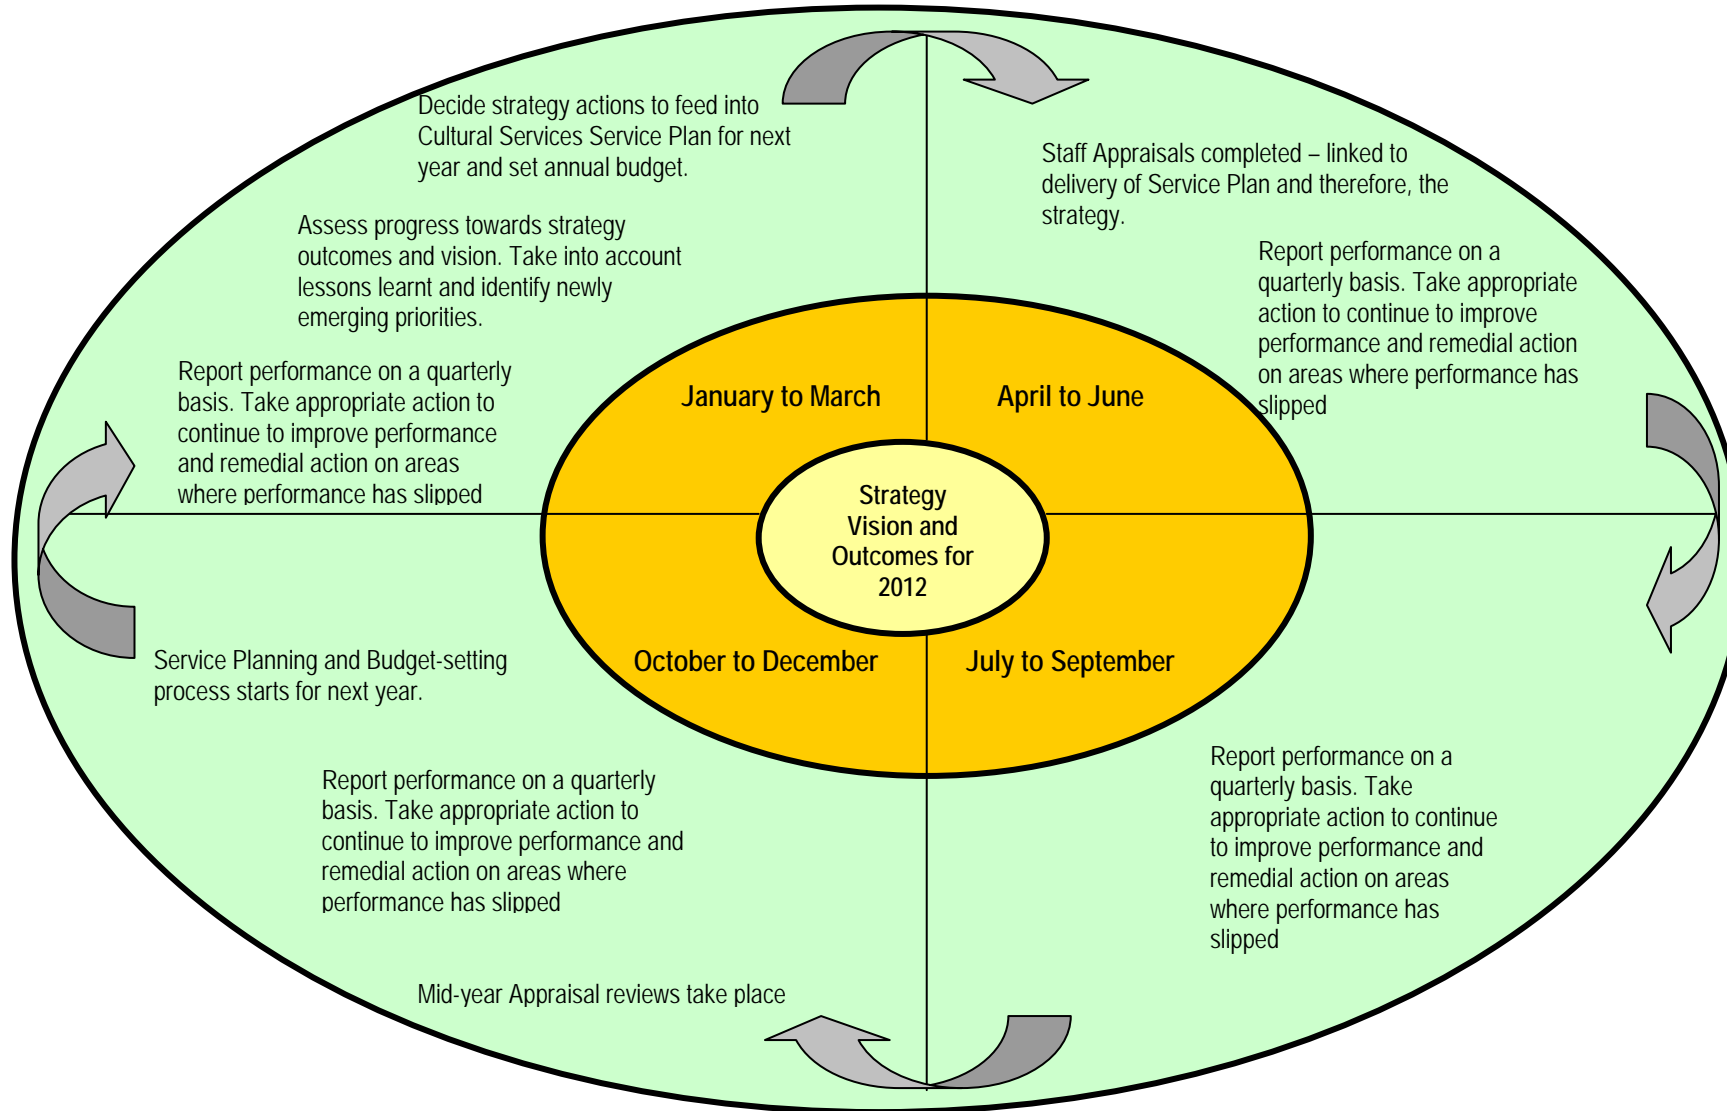 Decide strategy actions to feed into
Cultural Services Service Plan for next
year and set annual budget.
Staff Appraisals completed – linked to
delivery of Service Plan and therefore, the
strategy.
Assess progress towards strategy
outcomes and vision. Take into account
lessons learnt and identify newly
emerging priorities.
Report performance on a
quarterly basis. Take appropriate
action to continue to improve
performance and remedial action
on areas where performance has
slipped
Report performance on a quarterly
basis. Take appropriate action to
continue to improve performance
and remedial action on areas
where performance has slipped
January to March
April to June
Strategy
Vision and
Outcomes for
2012
October to December
July to September
Service Planning and Budget-setting
process starts for next year.
Report performance on a quarterly
basis. Take appropriate action to
continue to improve performance and
remedial action on areas where
performance has slipped
Report performance on a
quarterly basis. Take
appropriate action to continue
to improve performance and
remedial action on areas
where performance has
slipped
Mid-year Appraisal reviews take place